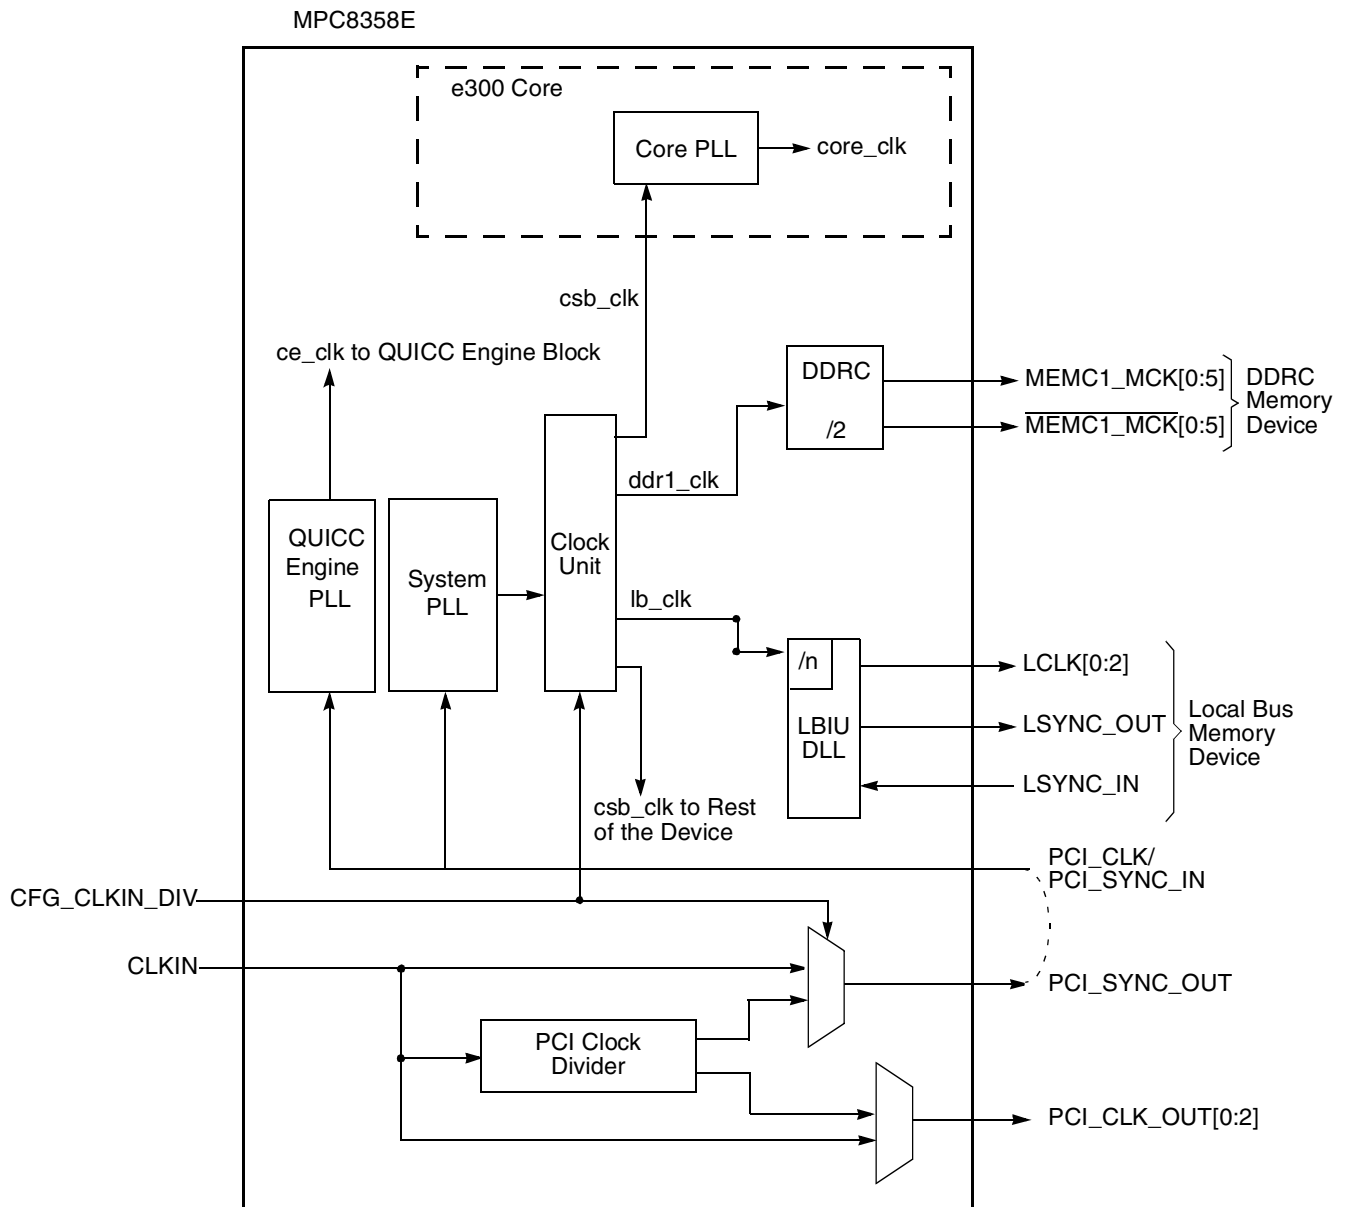 MPC8358E
e300 Core
Core PLL
core_clk
csb_clk
ce_clk to QUICC Engine Block
DDRC
/2
MEMC1_MCK[0:5]
MEMC1_MCK[0:5]
DDRC
Memory
Device
ddr1_clk
QUICC
Engine
PLL
System
PLL
Clock
Unit
lb_clk
/n
LBIU
DLL
LCLK[0:2]
LSYNC_OUT
LSYNC_IN
Local Bus
Memory
Device
csb_clk to Rest
of the Device
PCI_CLK/
PCI_SYNC_IN
CFG_CLKIN_DIV
CLKIN
PCI_SYNC_OUT
PCI Clock
Divider
PCI_CLK_OUT[0:2]